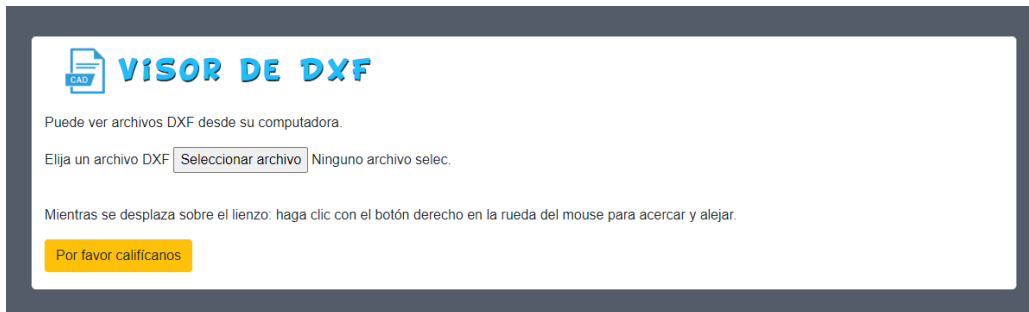 CAD
VíSOR DE DXF
Puede ver archivos DXF desde su computadora.
Elija un archivo DXF Seleccionar archivo Ninguno archivo selec.
Mientras se desplaza sobre el lienzo: haga clic con el botón derecho en la rueda del mouse para acercar y alejar.
Por favor califícanos